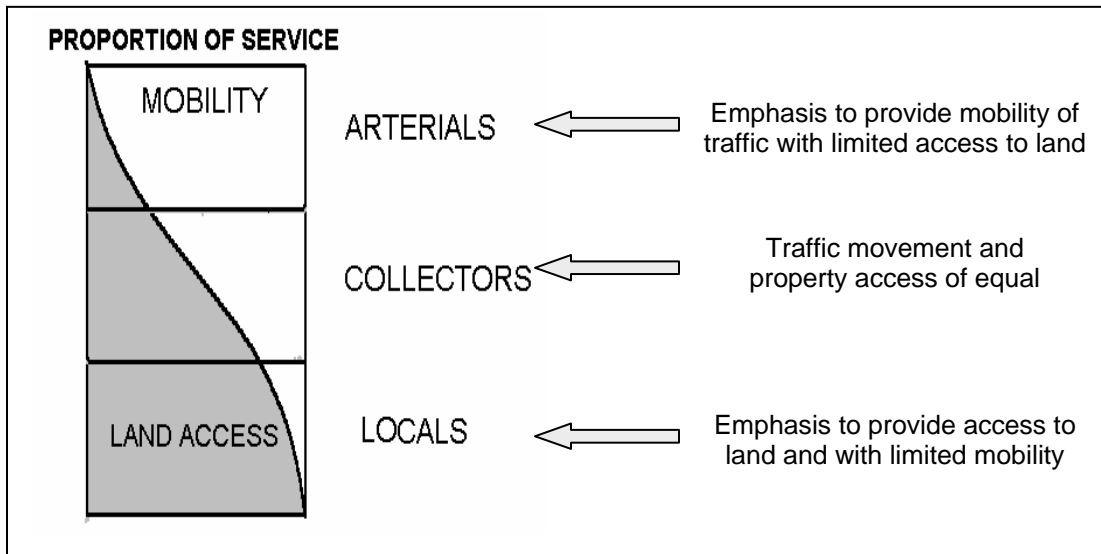 PROPORTION OF SERVICE
MOBILITY
ARTERIALS
Emphasis to provide mobility of
traffic with limited access to land
COLLECTORS
Traffic movement and
property access of equal
LAND ACCESS
LOCALS
Emphasis to provide access to
land and with limited mobility